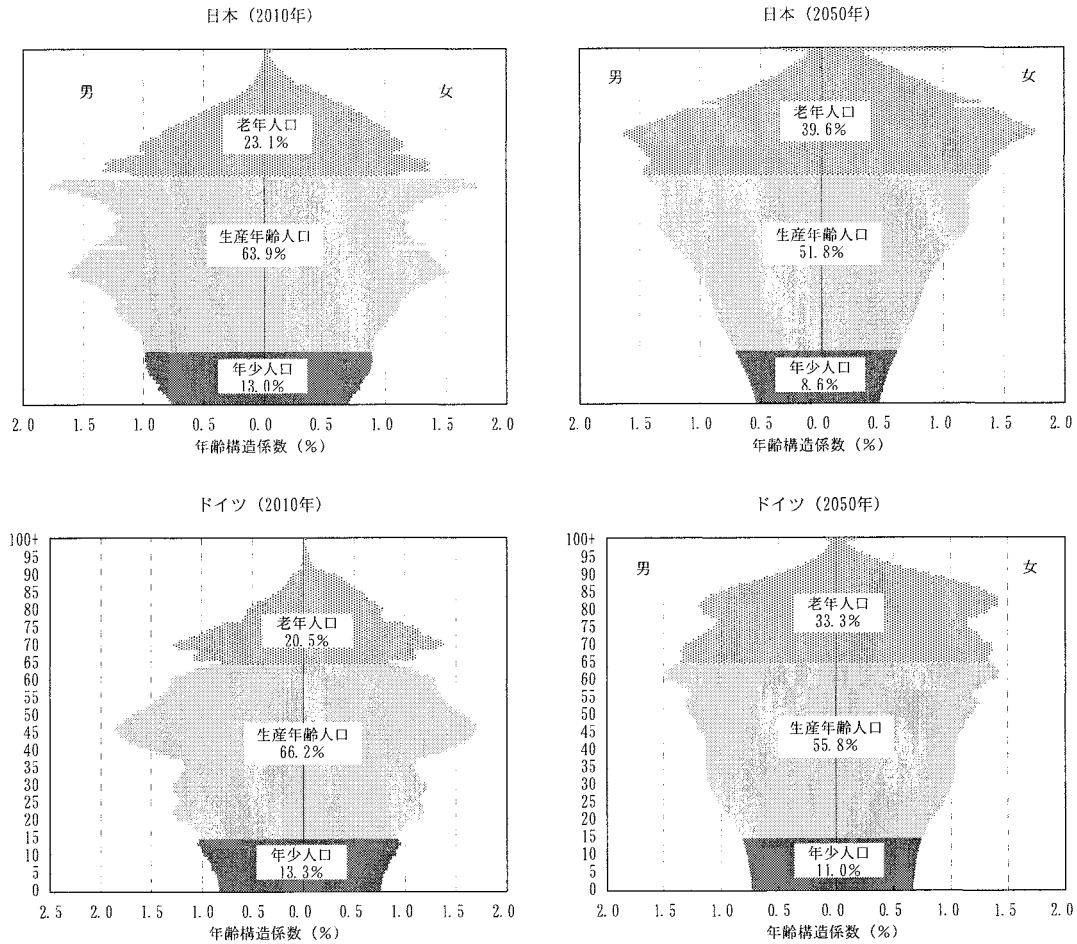 日本（2010年）
男
女
老年人口
23.1%
生産年齢人口
63.9%
年少人口
13.0%
2.0 1.5 1.0 0.5 0.0 0.5 1.0 1.5 2.0
年齢構造係数（%）
日本（2050年）
男
女
老年人口
39.6%
生産年齢人口
51.8%
年少人口
8.6%
2.0 1.5 1.0 0.5 0.0 0.5 1.0 1.5 2.0
年齢構造係数（%）
ドイツ（2010年）
100+
95
90
85
80
75
70
65
60
55
50
45
40
35
30
25
20
15
10
5
0
老年人口
20.5%
生産年齢人口
66.2%
年少人口
13.3%
2.5 2.0 1.5 1.0 0.5 0.0 0.5 1.0 1.5 2.0
年齢構造係数（%）
ドイツ（2050年）
100+
95
90
85
80
75
70
65
60
55
50
45
40
35
30
25
20
15
10
5
0
男
女
老年人口
33.3%
生産年齢人口
55.8%
年少人口
11.0%
2.0 1.5 1.0 0.5 0.0 0.5 1.0 1.5 2.0
年齢構造係数（%）